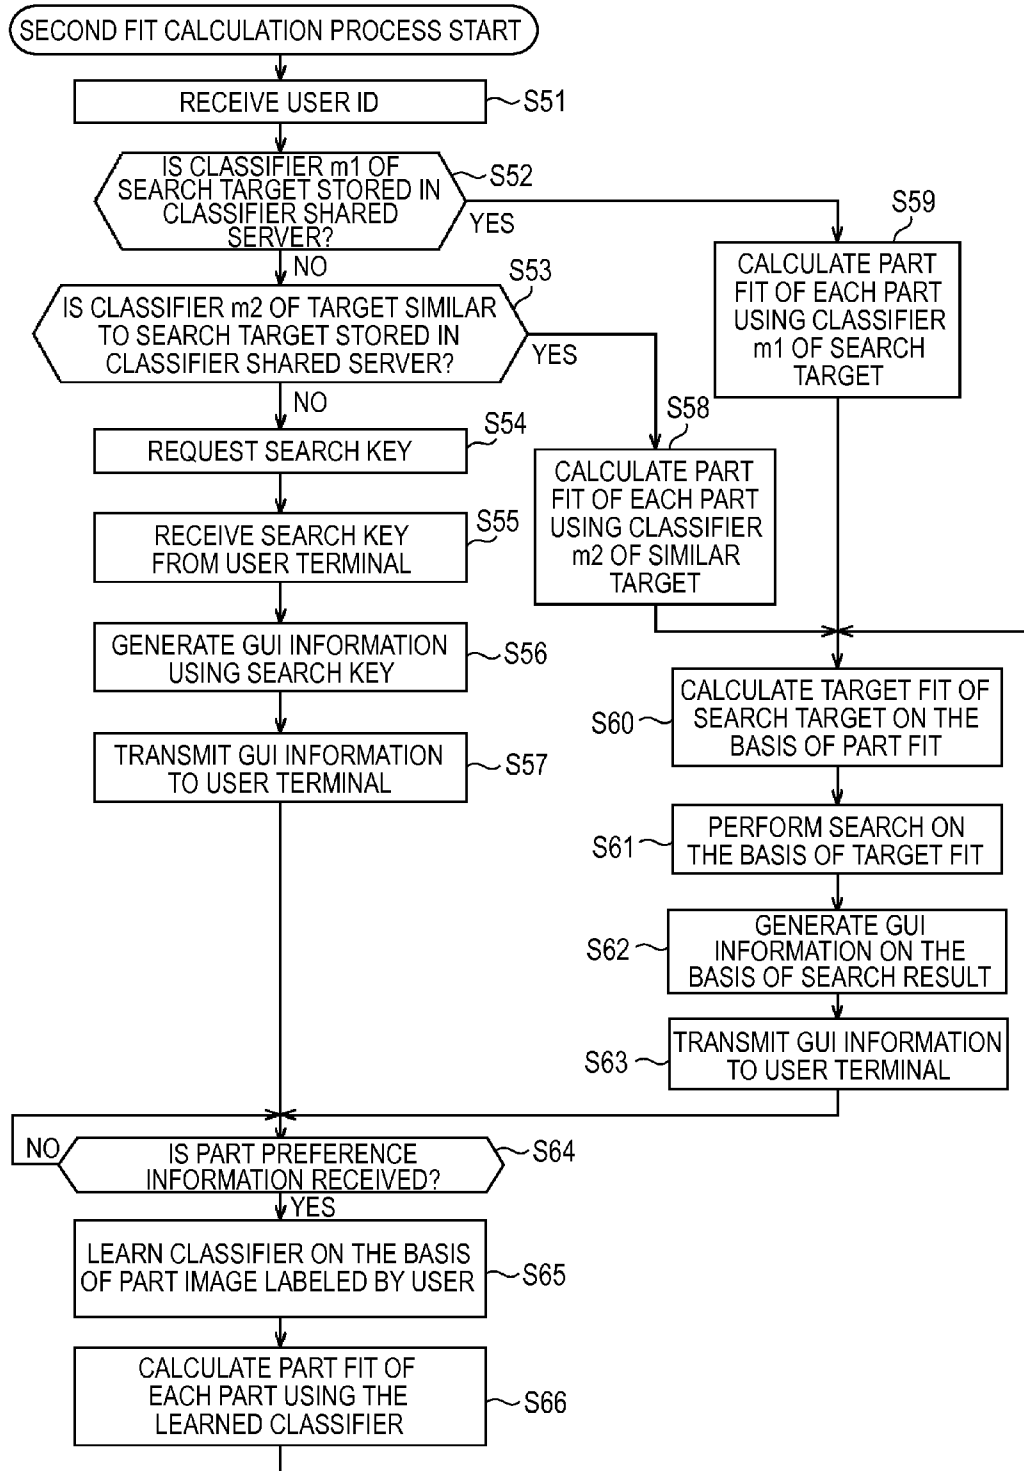 SECOND FIT CALCULATION PROCESS START
RECEIVE USER ID
S51
IS CLASSIFER m1 OF
SEARCH TARGET STORED IN
CLASSIFER SHARED
SERVER?
S52
YES
NO
IS CLASSIFER m2 OF TARGET SIMILAR
TO SEARCH TARGET STORED IN
CLASSIFER SHARED SERVER?
S53
YES
NO
S59
CALCULATE PART
FIT OF EACH PART
USING CLASSIFIER
m1 OF SEARCH
TARGET
REQUEST SEARCH KEY
S54
RECEIVE SEARCH KEY
FROM USER TERMINAL
S55
S58
CALCULATE PART
FIT OF EACH PART
USING CLASSIFIER
m2 OF SIMILAR
TARGET
GENERATE GUI INFORMATION
USING SEARCH KEY
S56
TRANSMIT GUI INFORMATION
TO USER TERMINAL
S57
S60
CALCULATE TARGET FIT OF
SEARCH TARGET ON THE
BASIS OF PART FIT
S61
PERFORM SEARCH ON
THE BASIS OF TARGET FIT
S62
GENERATE GUI
INFORMATION ON THE
BASIS OF SEARCH RESULT
S63
TRANSMIT GUI INFORMATION
TO USER TERMINAL
NO
IS PART PREFERENCE
INFORMATION RECEIVED?
S64
YES
LEARN CLASSIFIER ON THE BASIS
OF PART IMAGE LABELED BY USER
S65
CALCULATE PART FIT OF
EACH PART USING THE
LEARNED CLASSIFIER
S66